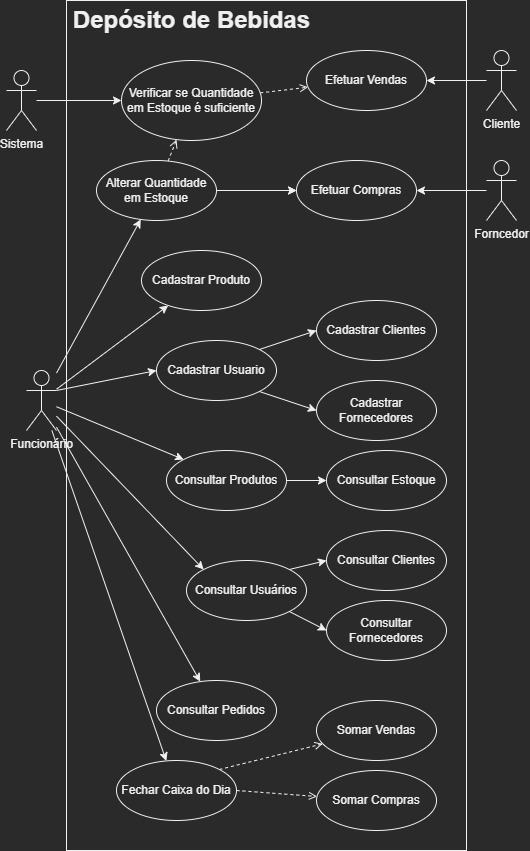 Depósito de Bebidas
Verificar se Quantidade
em Estoque é suficiente
Efetuar Vendas
Sistema
Cliente
Alterar Quantidade
em Estoque
Efetuar Compras
Forncedor
Cadastrar Produto
Cadastrar Usuario
Cadastrar Clientes
Cadastrar
Fornecedores
Funcionário
Consultar Produtos
Consultar Estoque
Consultar Usuários
Consultar Clientes
Consultar
Fornecedores
Consultar Pedidos
Somar Vendas
Fechar Caixa do Dia
Somar Compras